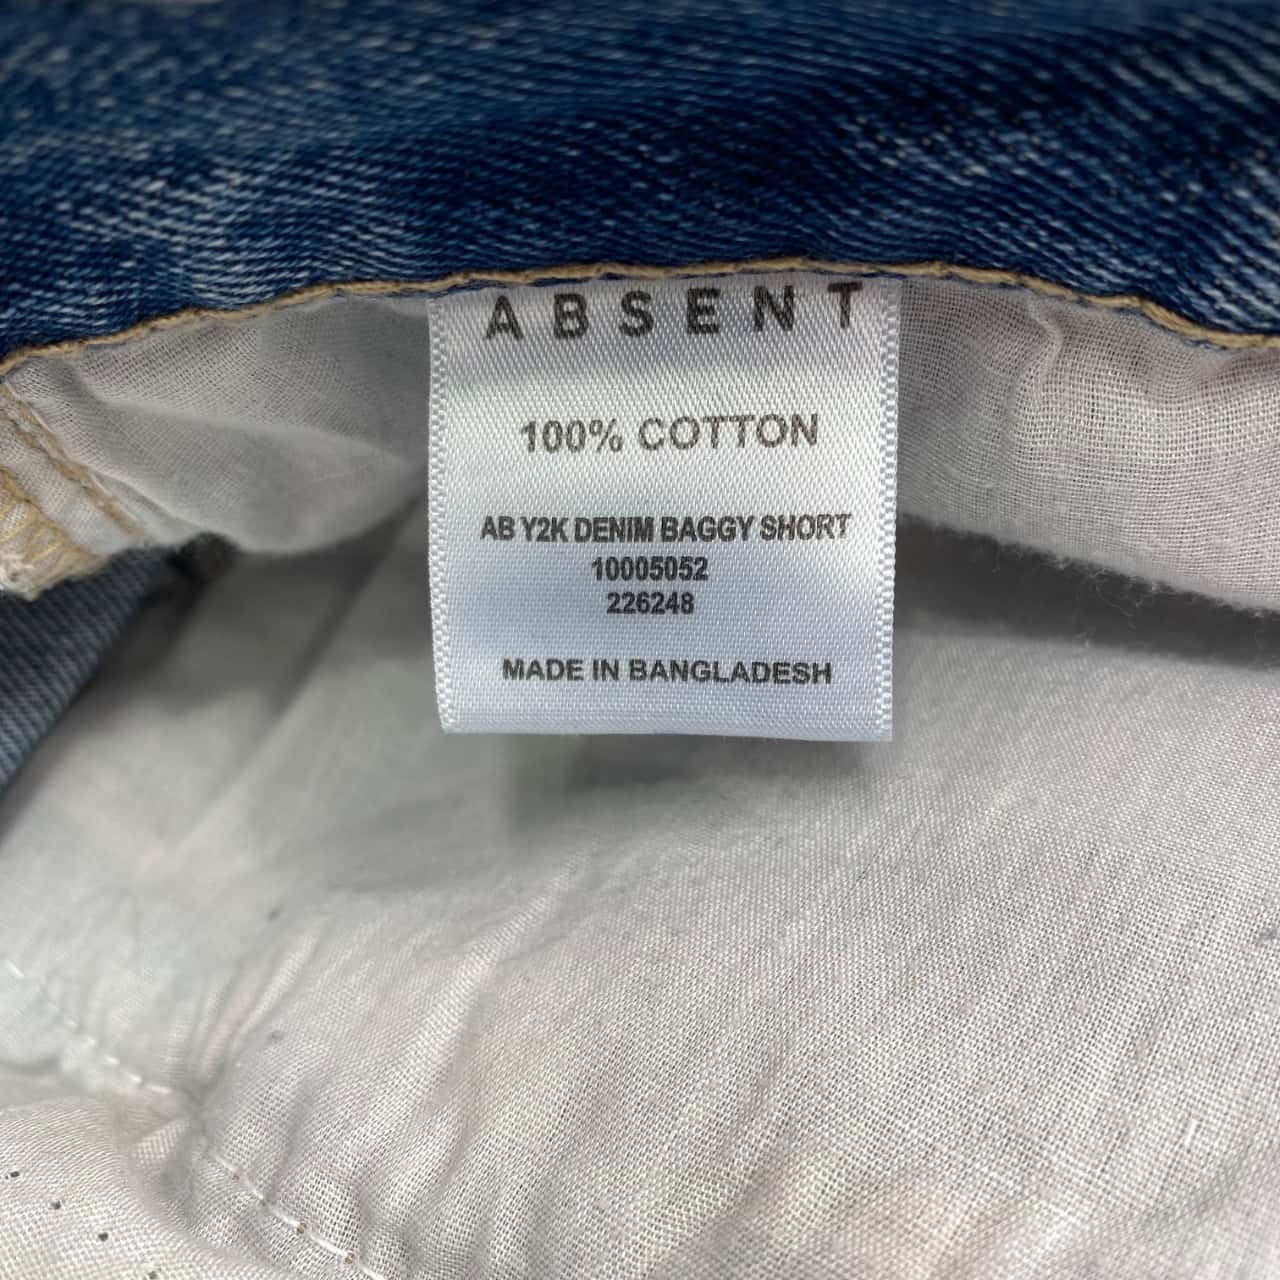 ABSENT
100% COTTON
AB Y2K DENIM BAGGY SHORT
10005052
226248
MADE IN BANGLADESH